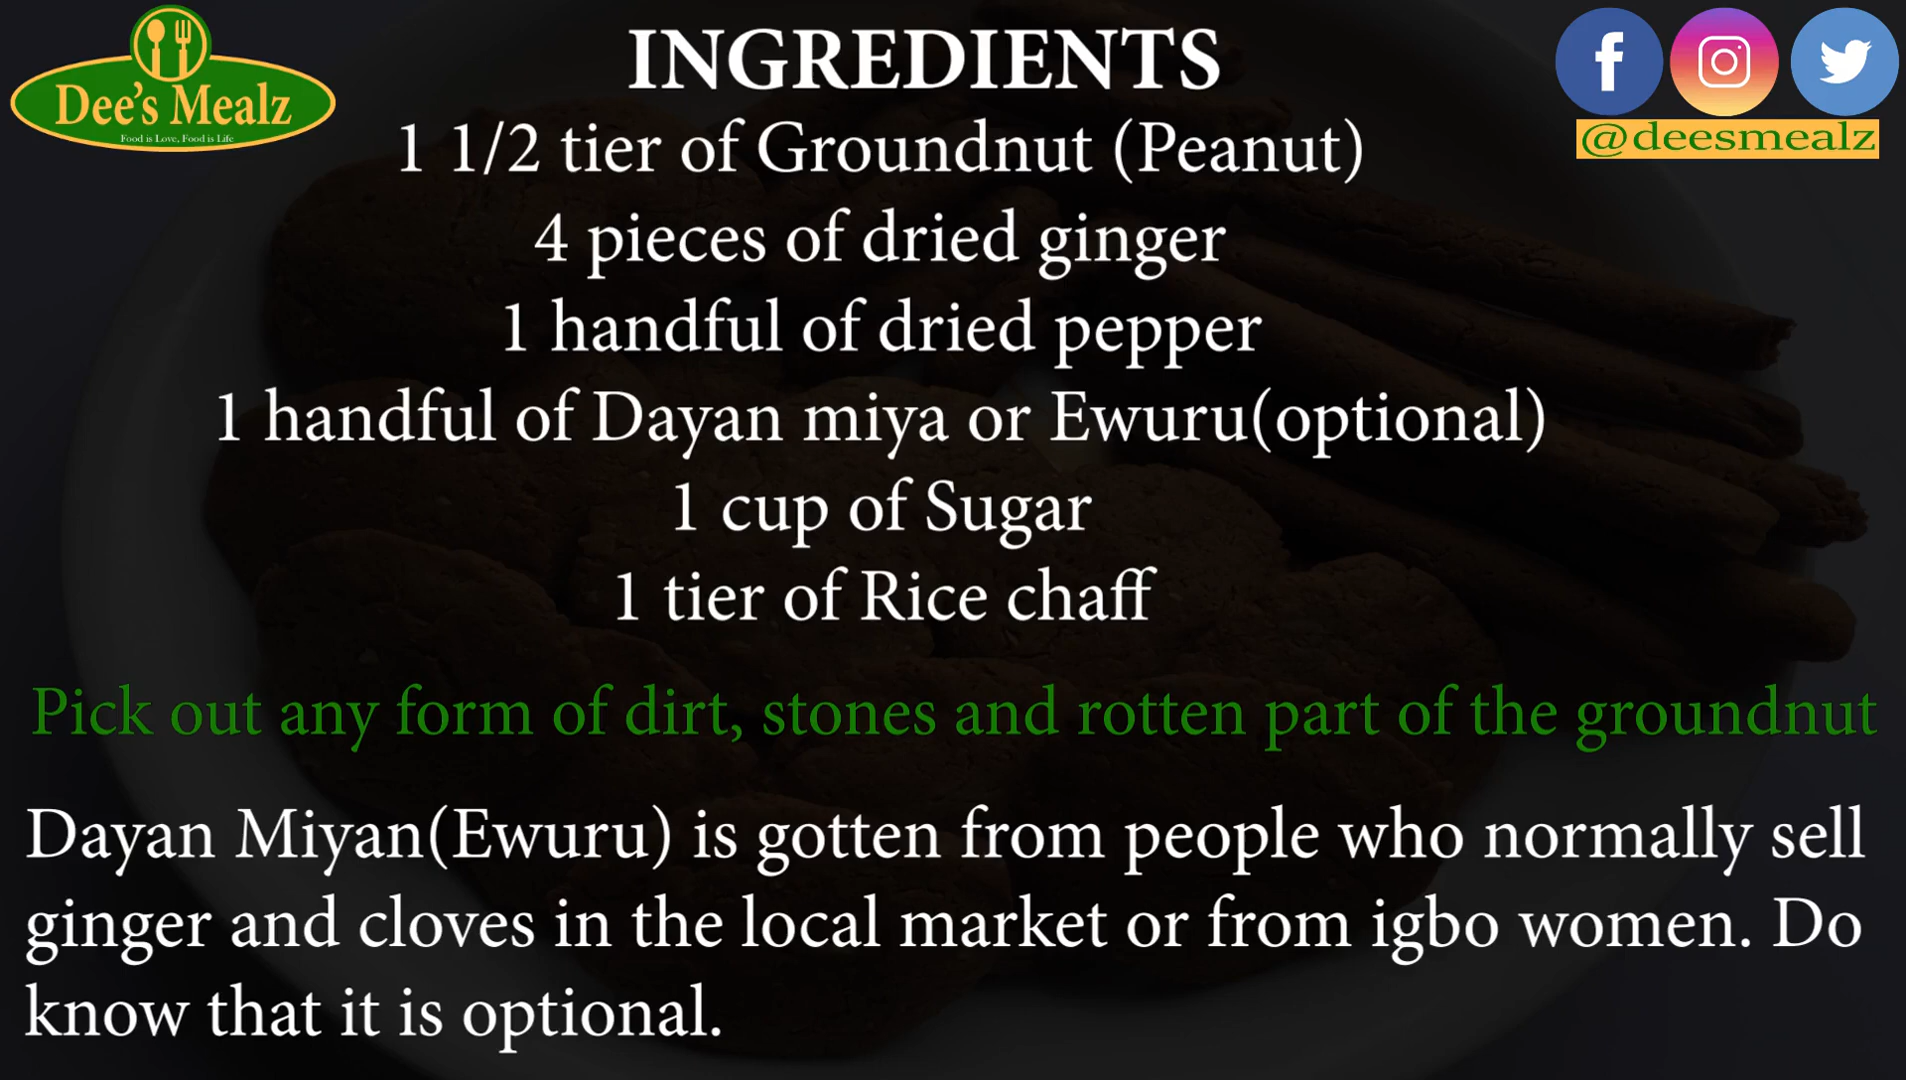 Dee's Mealz
Food is Love, Food is Life
INGREDIENTS
@deesmealz
1 1/2 tier of Groundnut (Peanut)
4 pieces of dried ginger
1 handful of dried pepper
1 handful of Dayan miya or Ewuru(optional)
1 cup of Sugar
1 tier of Rice chaff
Pick out any form of dirt, stones and rotten part of the groundnut
Dayan Miyan(Ewuru) is gotten from people who normally sell
ginger and cloves in the local market or from igbo women. Do
know that it is optional.